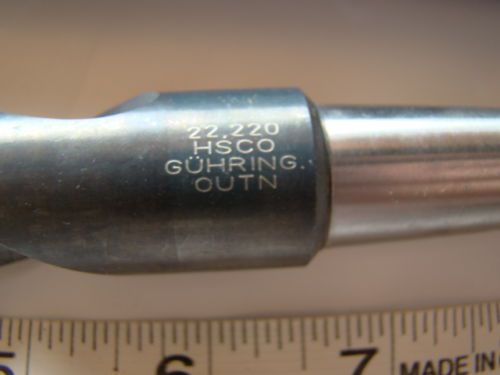 22.220
HSCO
GÜHRING.
OUTN
5 6 7 MADE IN